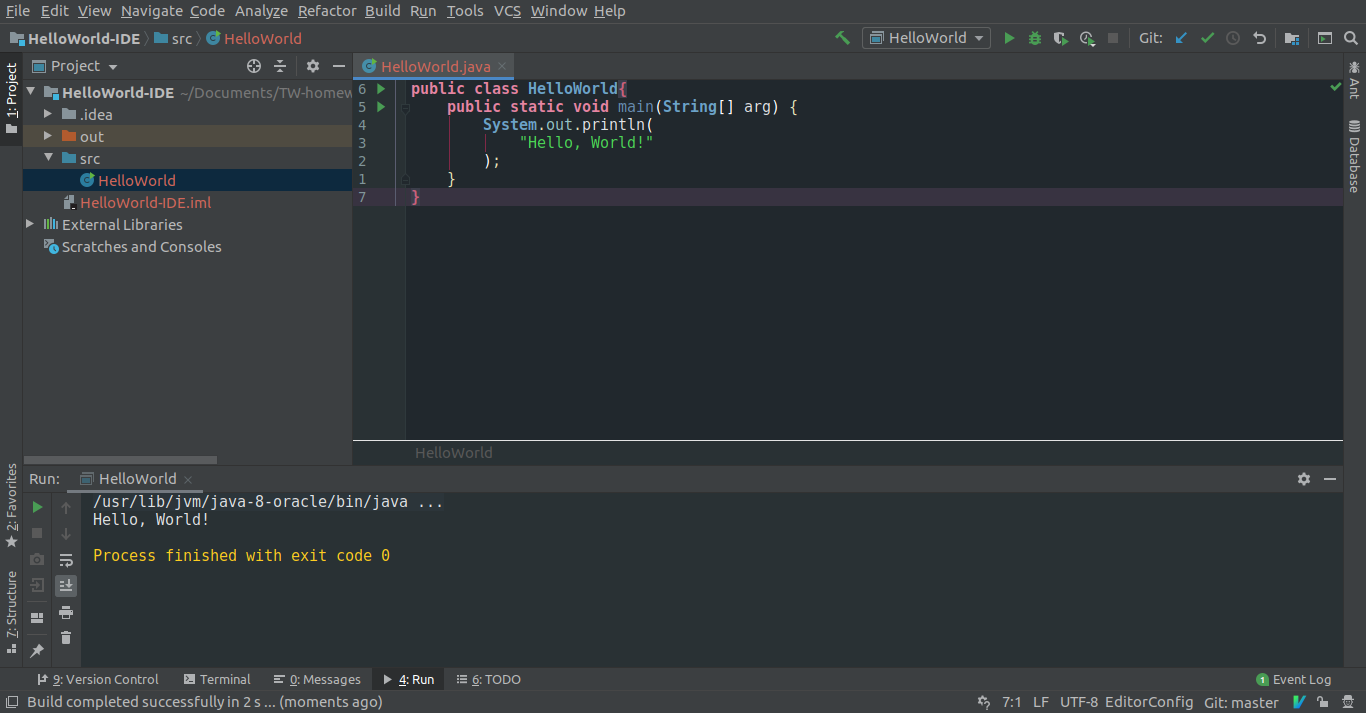 File Edit View Navigate Code Analyze Refactor Build Run Tools VCS Window Help
HelloWorld-IDE src HelloWorld HelloWorld Git:
1: Project
Project
HelloWorld-IDE ~/Documents/TW-homew
.idea
out
src
HelloWorld
HelloWorld-IDE.iml
External Libraries
Scratches and Consoles
HelloWorld.java
6 public class HelloWorld{
5 public static void main(String[] arg) {
4 System.out.println(
3 "Hello, World!"
2 );
1 }
7 }
HelloWorld
Ant
Database
2: Favorites
7: Structure
Run: HelloWorld
/usr/lib/jvm/java-8-oracle/bin/java ...
Hello, World!
Process finished with exit code 0
9: Version Control Terminal 0: Messages 4: Run 6: TODO 1 Event Log
Build completed successfully in 2 s ... (moments ago) 7:1 LF UTF-8 EditorConfig Git: master